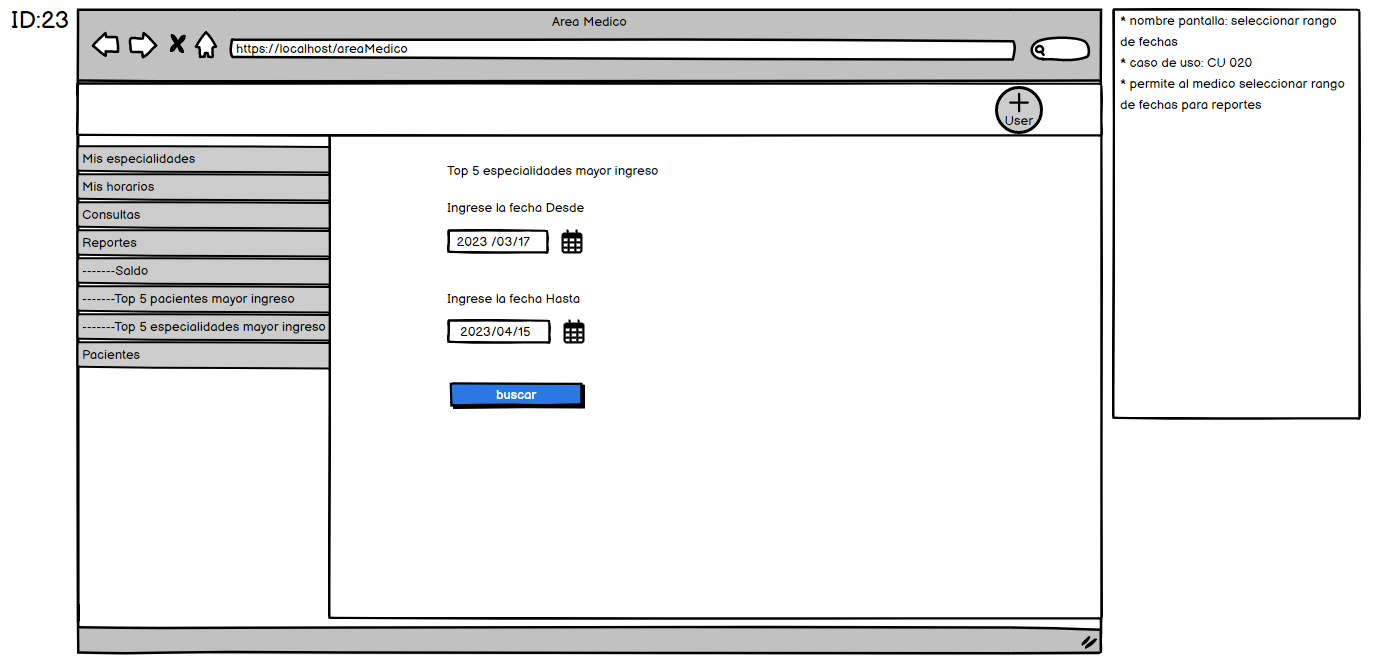 ID:23
Area Medico
https://localhost/areaMedico
User
Mis especialidades
Mis horarios
Consultas
Reportes
-------Saldo
-------Top 5 pacientes mayor ingreso
-------Top 5 especialidades mayor ingreso
Pacientes
Top 5 especialidades mayor ingreso
Ingrese la fecha Desde
2023 /03/17
Ingrese la fecha Hasta
2023/04/15
buscar
* nombre pantalla: seleccionar rango
de fechas
* caso de uso: CU 020
* permite al medico seleccionar rango
de fechas para reportes